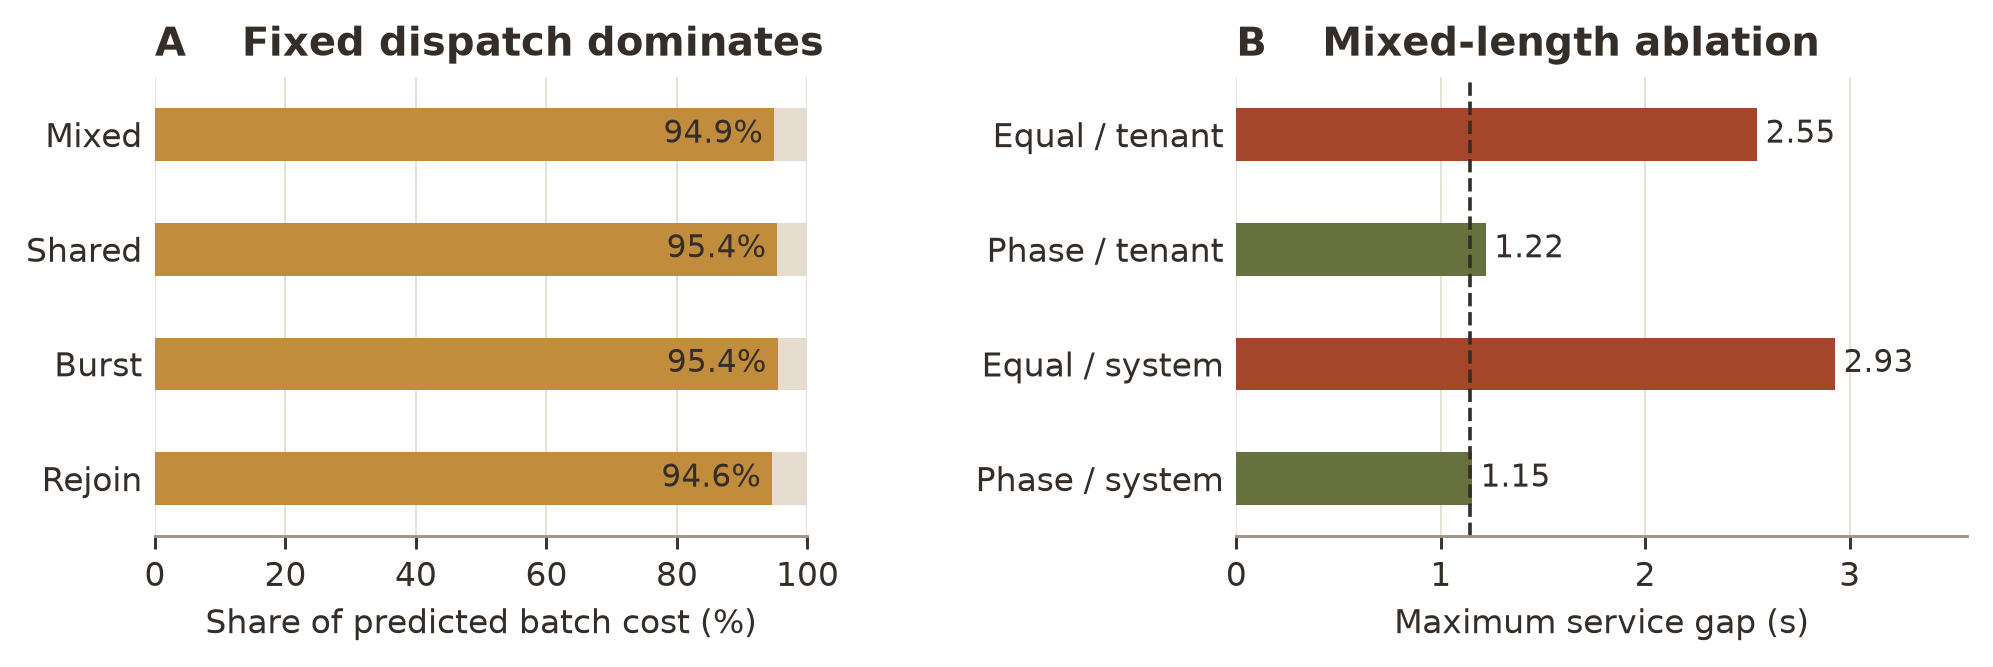 A Fixed dispatch dominates
Mixed 94.9%
Shared 95.4%
Burst 95.4%
Rejoin 94.6%
0 20 40 60 80 100
Share of predicted batch cost (%)
B Mixed-length ablation
Equal / tenant 2.55
Phase / tenant 1.22
Equal / system 2.93
Phase / system 1.15
0 1 2 3
Maximum service gap (s)